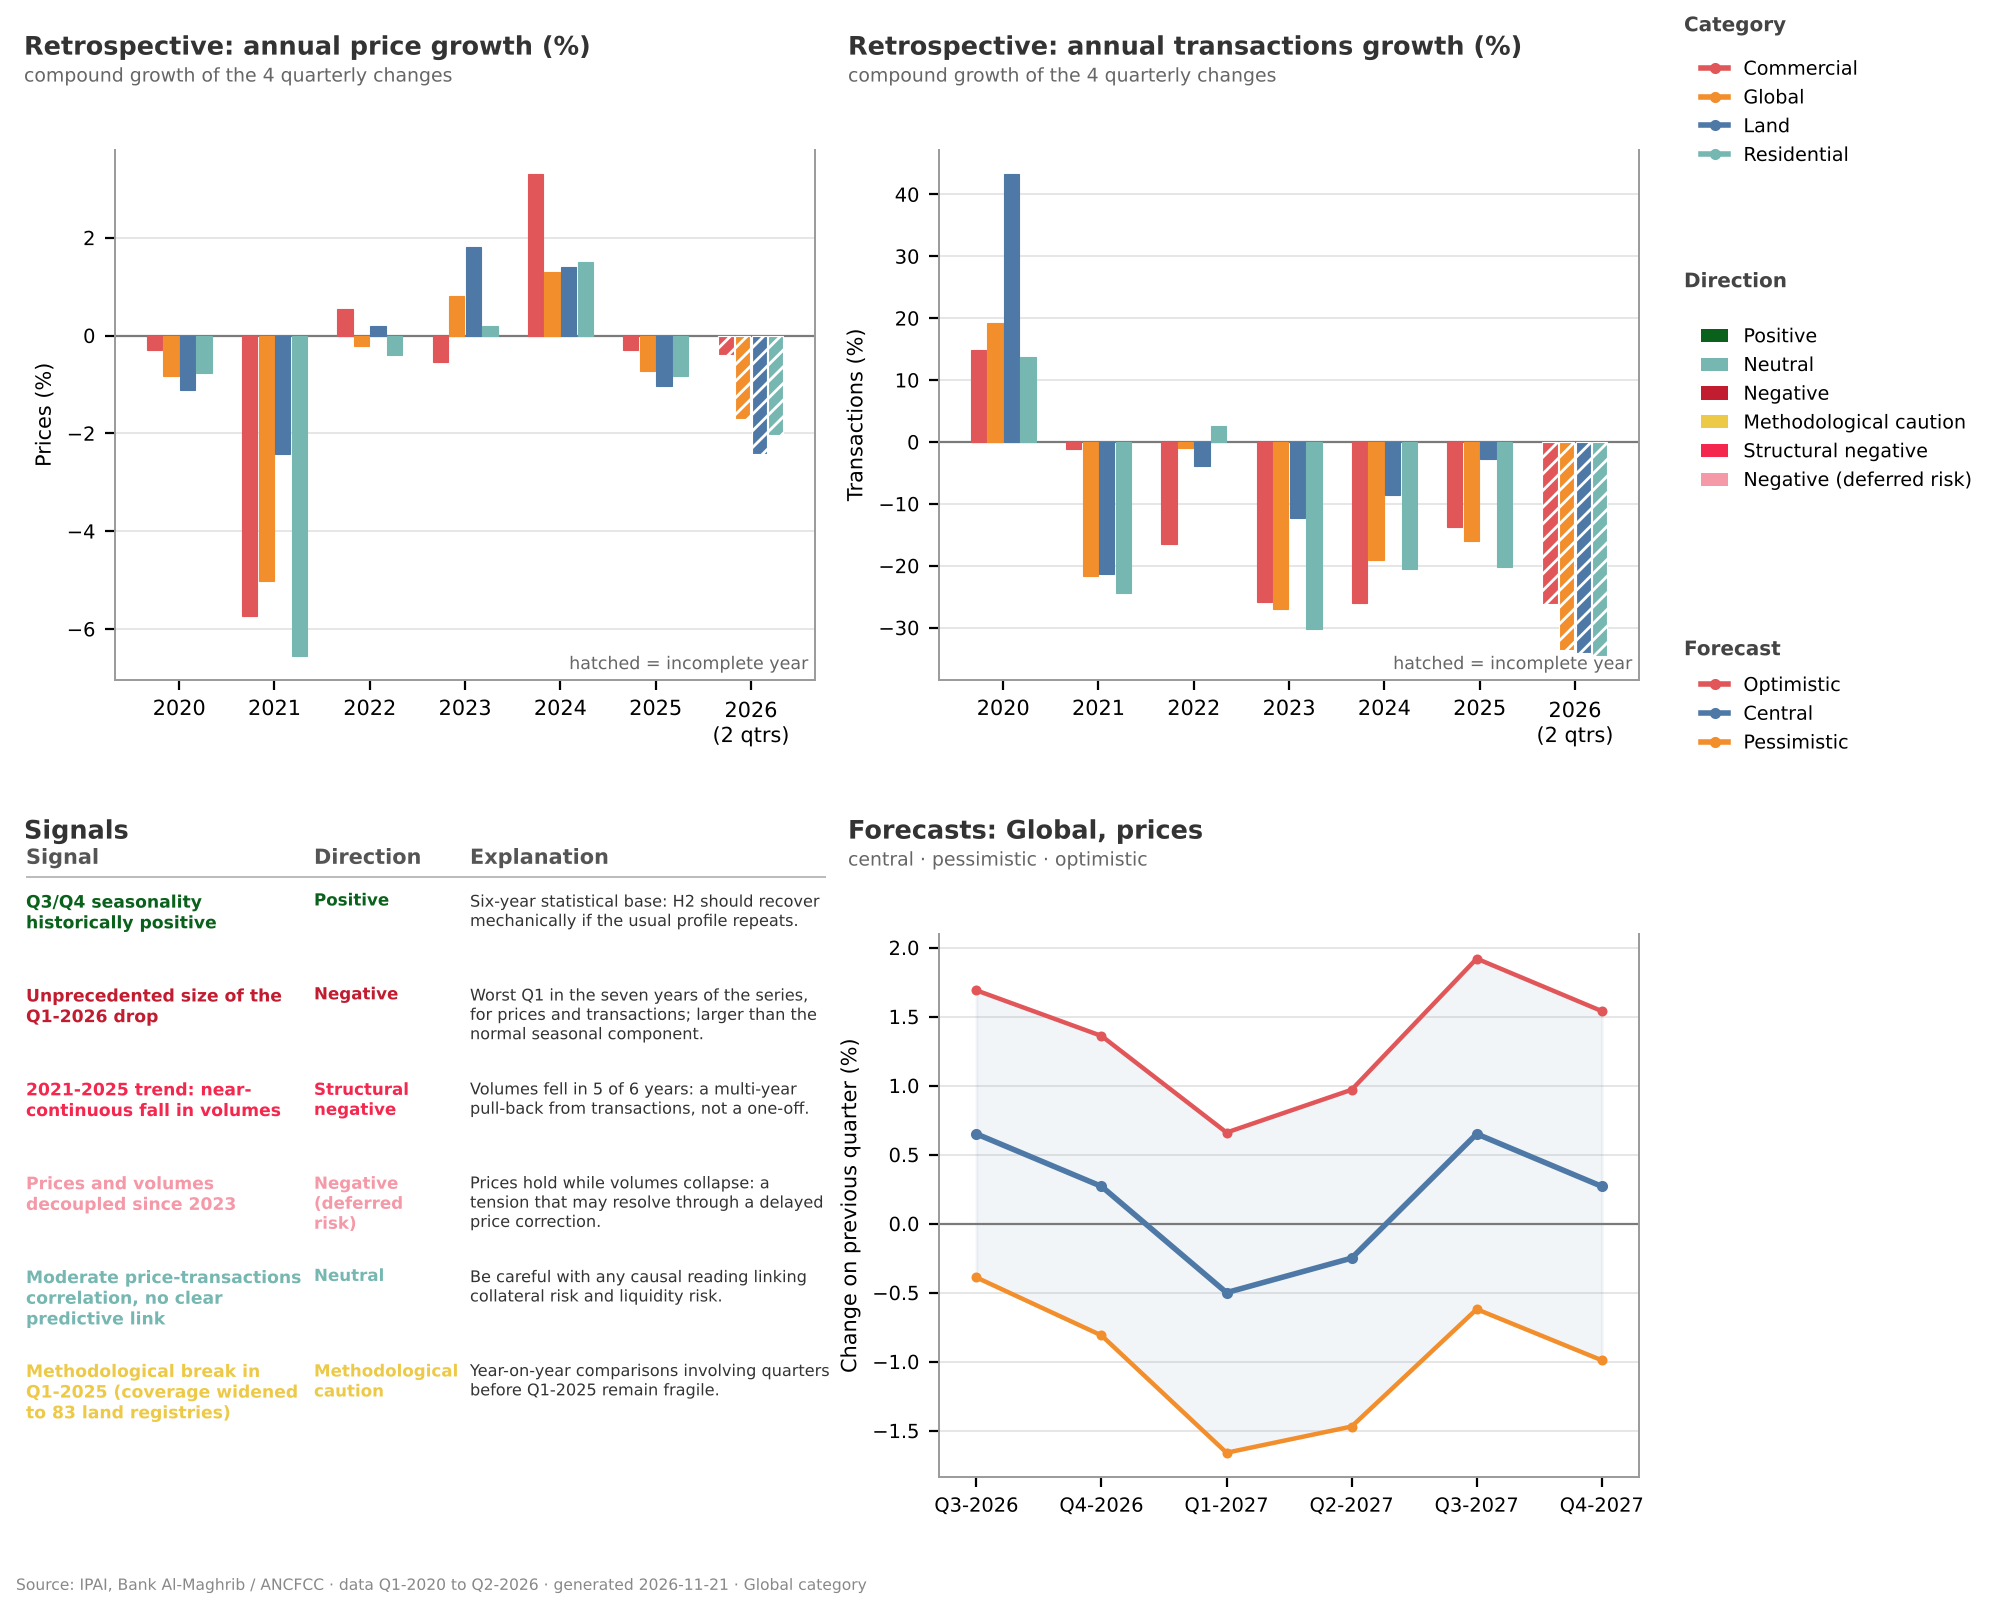 Retrospective: annual price growth (%)
compound growth of the 4 quarterly changes
Prices (%)
2
0
−2
−4
−6
hatched = incomplete year
2020
2021
2022
2023
2024
2025
2026
(2 qtrs)
Retrospective: annual transactions growth (%)
compound growth of the 4 quarterly changes
Transactions (%)
40
30
20
10
0
−10
−20
−30
hatched = incomplete year
2020
2021
2022
2023
2024
2025
2026
(2 qtrs)
Category
Commercial
Global
Land
Residential
Direction
Positive
Neutral
Negative
Methodological caution
Structural negative
Negative (deferred risk)
Forecast
Optimistic
Central
Pessimistic
Signals
Signal
Direction
Explanation
Q3/Q4 seasonality
historically positive
Positive
Six-year statistical base: H2 should recover
mechanically if the usual profile repeats.
Unprecedented size of the
Q1-2026 drop
Negative
Worst Q1 in the seven years of the series,
for prices and transactions; larger than the
normal seasonal component.
2021-2025 trend: near-
continuous fall in volumes
Structural
negative
Volumes fell in 5 of 6 years: a multi-year
pull-back from transactions, not a one-off.
Prices and volumes
decoupled since 2023
Negative
(deferred
risk)
Prices hold while volumes collapse: a
tension that may resolve through a delayed
price correction.
Moderate price-transactions
correlation, no clear
predictive link
Neutral
Be careful with any causal reading linking
collateral risk and liquidity risk.
Methodological break in
Q1-2025 (coverage widened
to 83 land registries)
Methodological
caution
Year-on-year comparisons involving quarters
before Q1-2025 remain fragile.
Forecasts: Global, prices
central · pessimistic · optimistic
Change on previous quarter (%)
2.0
1.5
1.0
0.5
0.0
−0.5
−1.0
−1.5
Q3-2026
Q4-2026
Q1-2027
Q2-2027
Q3-2027
Q4-2027
Source: IPAI, Bank Al-Maghrib / ANCFCC · data Q1-2020 to Q2-2026 · generated 2026-11-21 · Global category